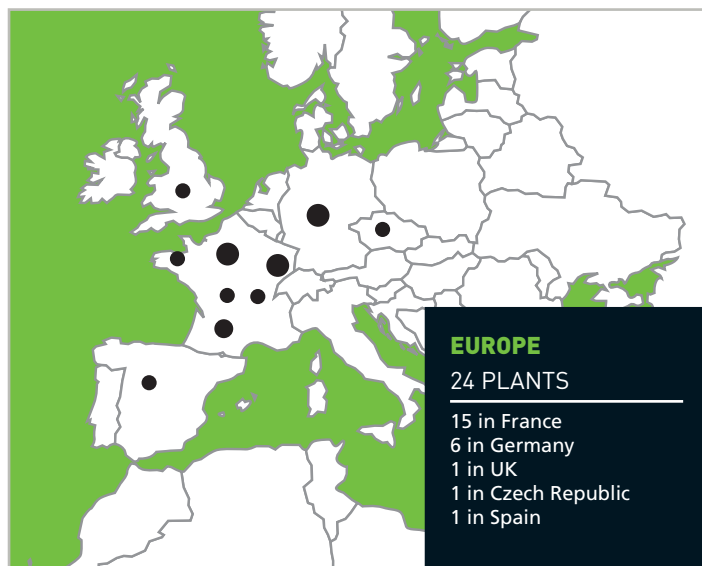 EUROPE
24 PLANTS
15 in France
6 in Germany
1 in UK
1 in Czech Republic
1 in Spain